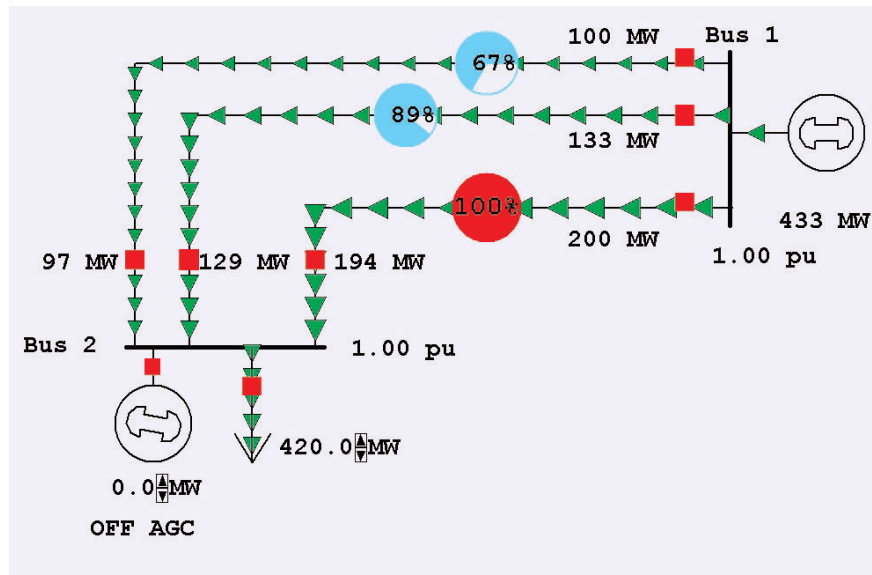 100 MW
Bus 1
67%
89%
133 MW
100%
200 MW
433 MW
1.00 pu
97 MW
129 MW
194 MW
Bus 2
1.00 pu
420.0 MW
0.0 MW
OFF AGC